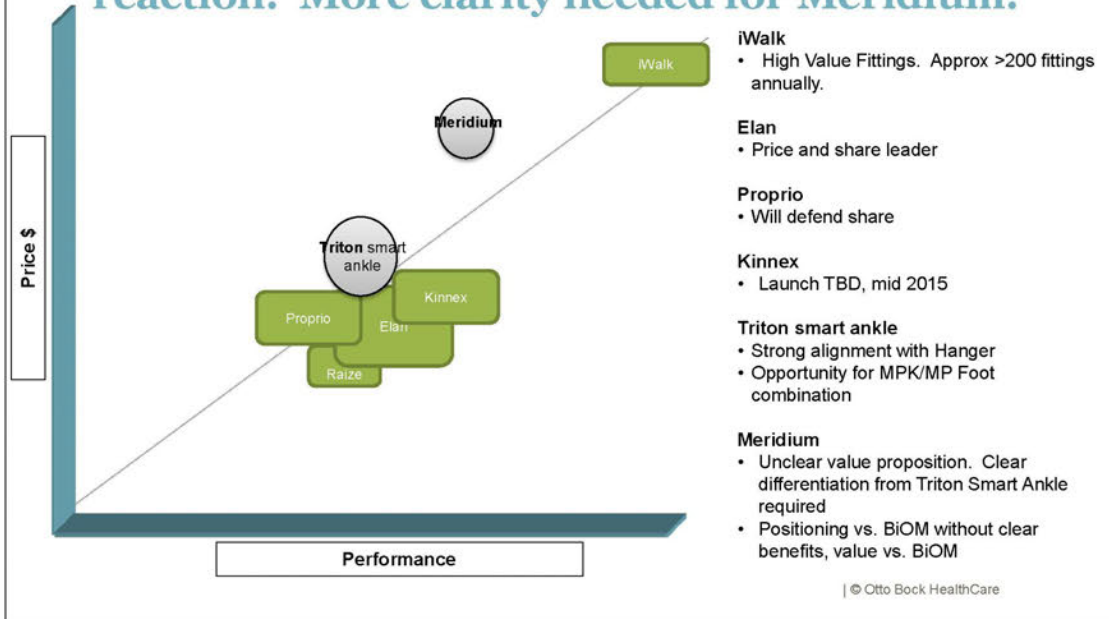 reaction. More clarity needed for Meridium.
iWalk
Meridium
Triton smart
ankle
Kinnex
Proprio
Elan
Raize
Price $
Performance
iWalk
• High Value Fittings. Approx >200 fittings
annually.
Elan
• Price and share leader
Proprio
• Will defend share
Kinnex
• Launch TBD, mid 2015
Triton smart ankle
• Strong alignment with Hanger
• Opportunity for MPK/MP Foot
combination
Meridium
• Unclear value proposition. Clear
differentiation from Triton Smart Ankle
required
• Positioning vs. BiOM without clear
benefits, value vs. BiOM
| © Otto Bock HealthCare